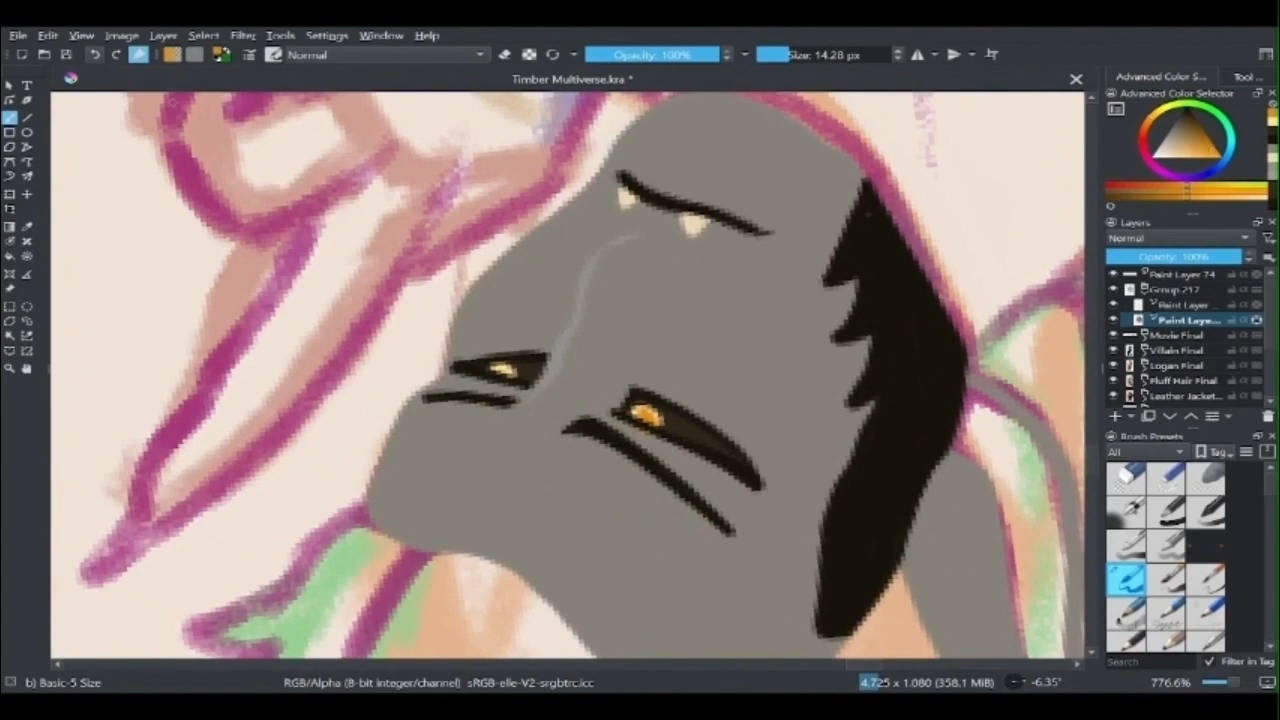 File Edit View Image Layer Select Filter Tools Settings Window Help
Normal Opacity: 100% Size: 14.28 px
Timber Multiverse.kra *
Advanced Color S... Tool ...
Advanced Color Selector
Layers
Normal
Opacity: 100%
Paint Layer 74
Group 217
Paint Layer ...
Paint Laye...
Movie Final
Villain Final
Logan Final
Fluff Hair Final
Leather Jacket...
Brush Presets
All Tag
Search Filter in Tag
b) Basic-5 Size RGB/Alpha (8-bit integer/channel) sRGB-elle-V2-srgbtrc.icc 4.725 x 1.080 (358.1 MiB) -6.35° 776.6%